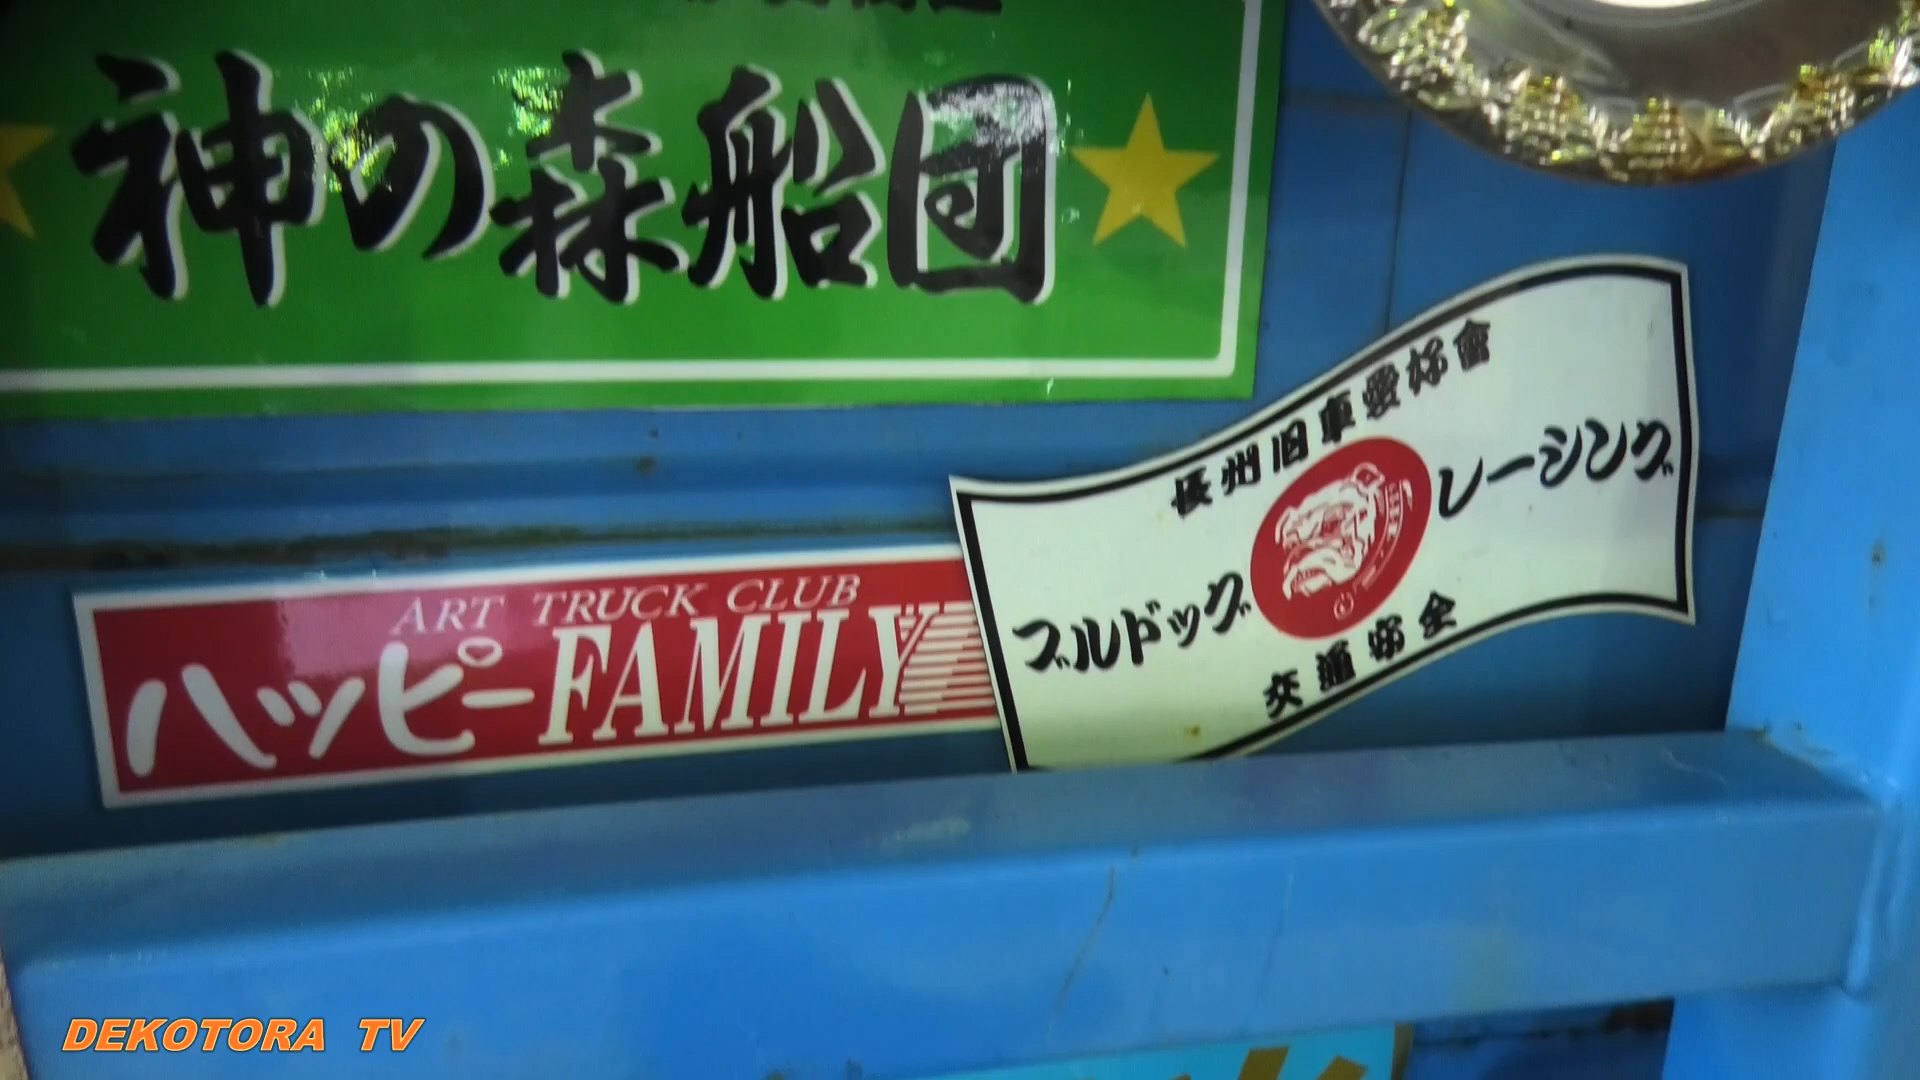 神の森船団
長州旧車愛好會
ブルドッグ レーシング
交通安全
ART TRUCK CLUB
ハッピーFAMILY
DEKOTORA TV